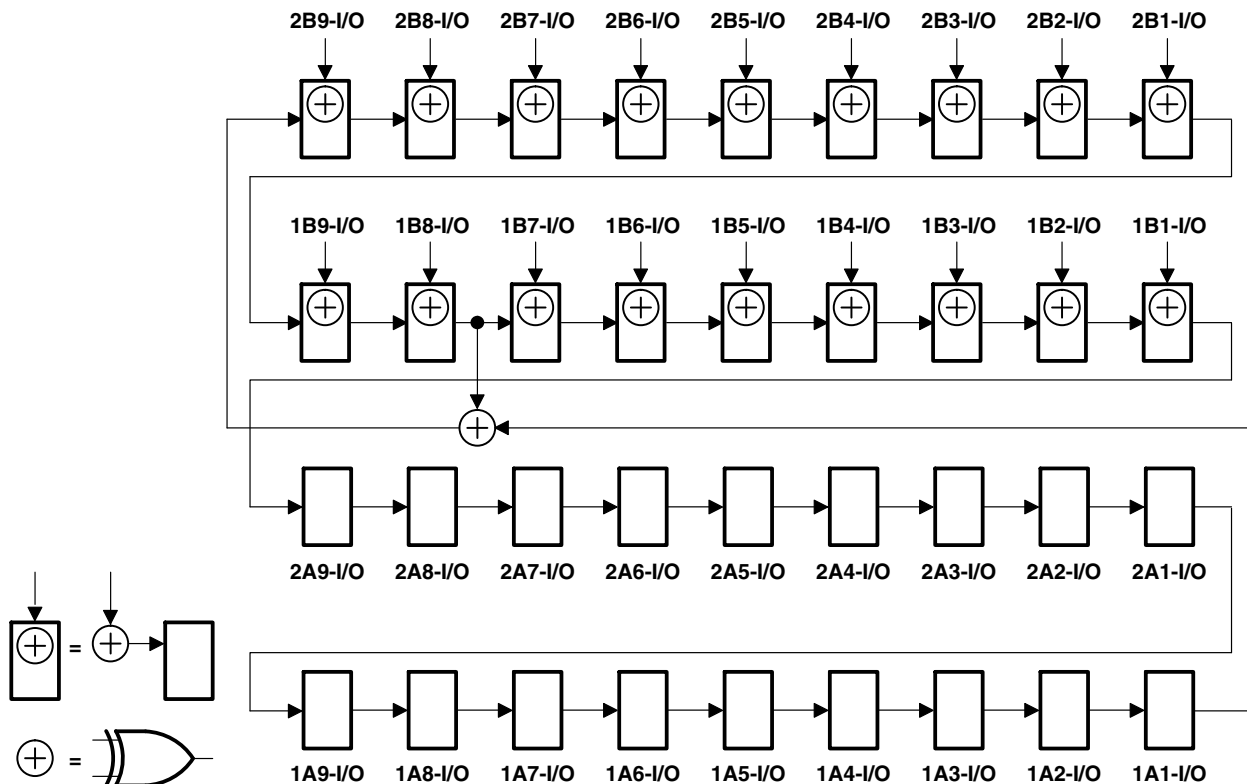 2B9-I/O 2B8-I/O 2B7-I/O 2B6-I/O 2B5-I/O 2B4-I/O 2B3-I/O 2B2-I/O 2B1-I/O
1B9-I/O 1B8-I/O 1B7-I/O 1B6-I/O 1B5-I/O 1B4-I/O 1B3-I/O 1B2-I/O 1B1-I/O
2A9-I/O 2A8-I/O 2A7-I/O 2A6-I/O 2A5-I/O 2A4-I/O 2A3-I/O 2A2-I/O 2A1-I/O
=
=
1A9-I/O 1A8-I/O 1A7-I/O 1A6-I/O 1A5-I/O 1A4-I/O 1A3-I/O 1A2-I/O 1A1-I/O